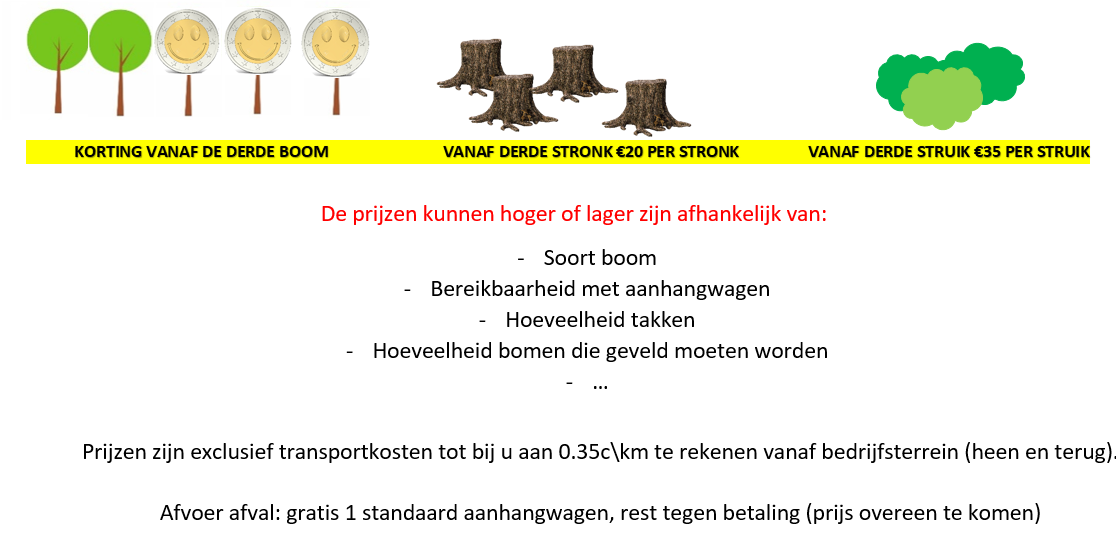 KORTING VANAF DE DERDE BOOM
VANAF DERDE STRONK €20 PER STRONK
VANAF DERDE STRUIK €35 PER STRUIK
De prijzen kunnen hoger of lager zijn afhankelijk van:
- Soort boom
- Bereikbaarheid met aanhangwagen
- Hoeveelheid takken
- Hoeveelheid bomen die geveld moeten worden
- ...
Prijzen zijn exclusief transportkosten tot bij u aan 0.35c\km te rekenen vanaf bedrijfsterrein (heen en terug).
Afvoer afval: gratis 1 standaard aanhangwagen, rest tegen betaling (prijs overeen te komen)